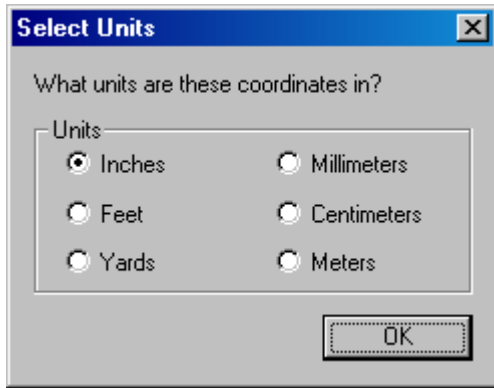 Select Units
What units are these coordinates in?
Units
Inches Millimeters
Feet Centimeters
Yards Meters
OK